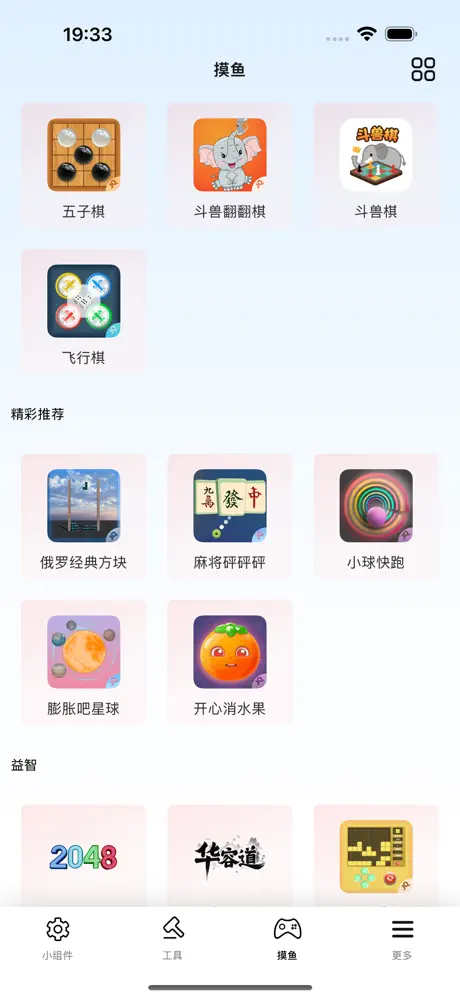 19:33
摸鱼
斗兽棋
五子棋
斗兽翻翻棋
斗兽棋
飞行棋
精彩推荐
九萬
發
中
俄罗经典方块
麻将砰砰砰
小球快跑
膨胀吧星球
开心消水果
益智
2048
华容道
小组件
工具
摸鱼
更多